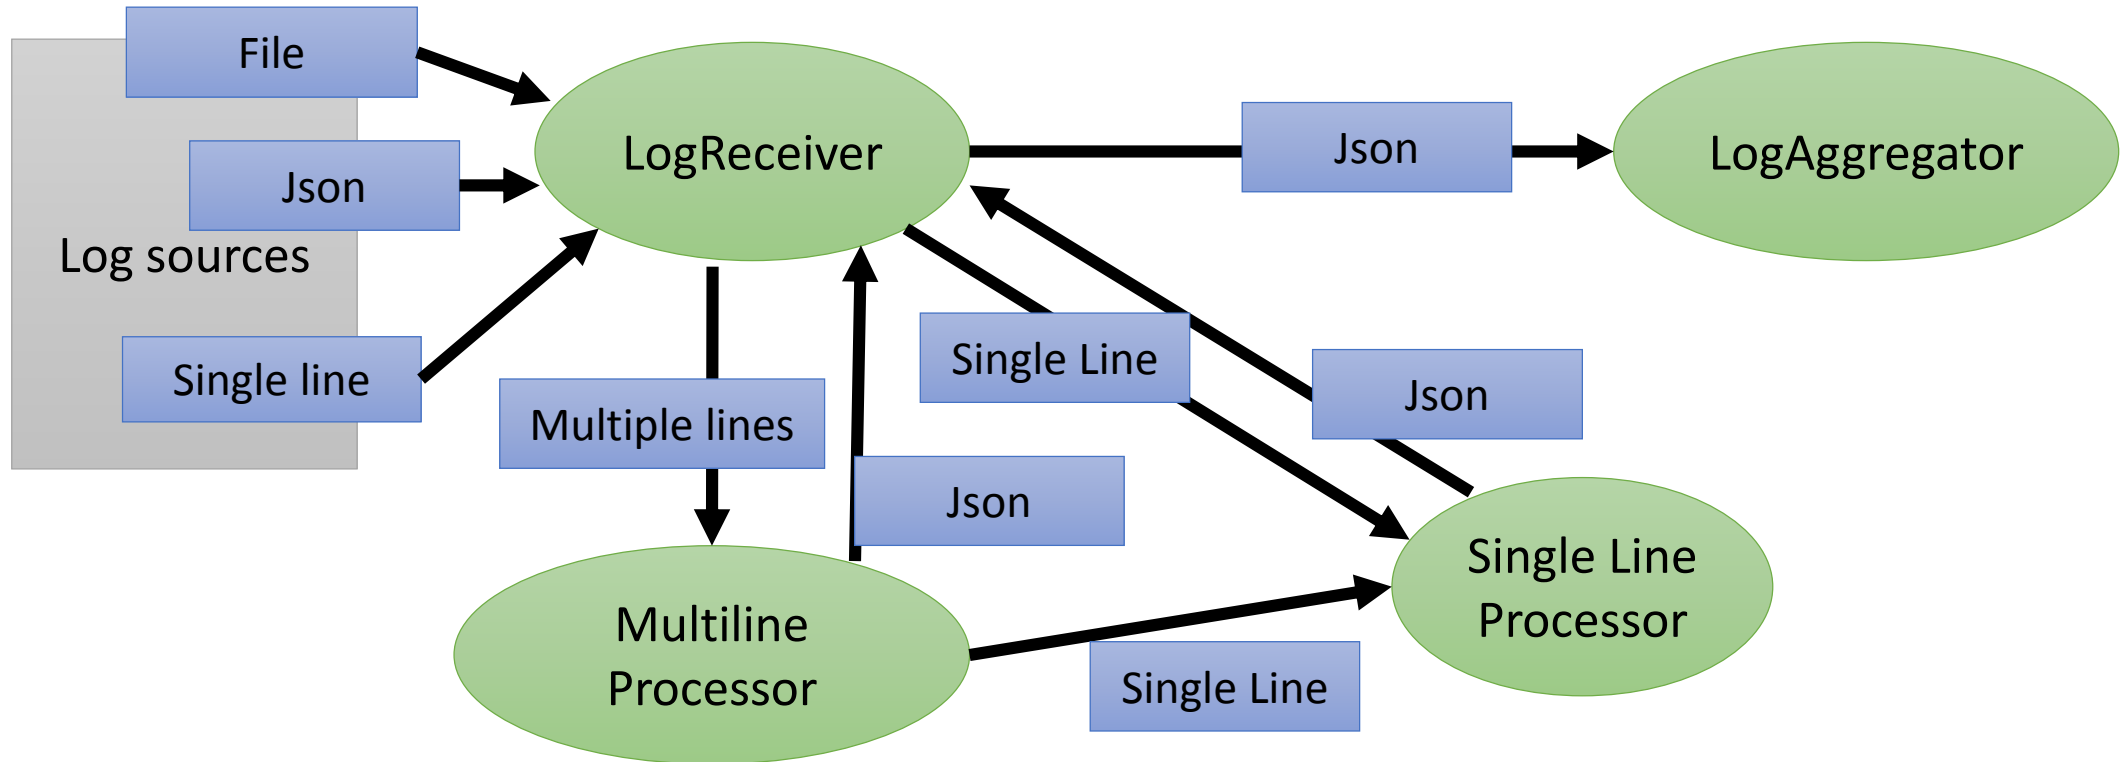 File
Json
Log sources
Single line
LogReceiver
Json
LogAggregator
Multiple lines
Json
Single Line
Json
Multiline
Processor
Single Line
Single Line
Processor